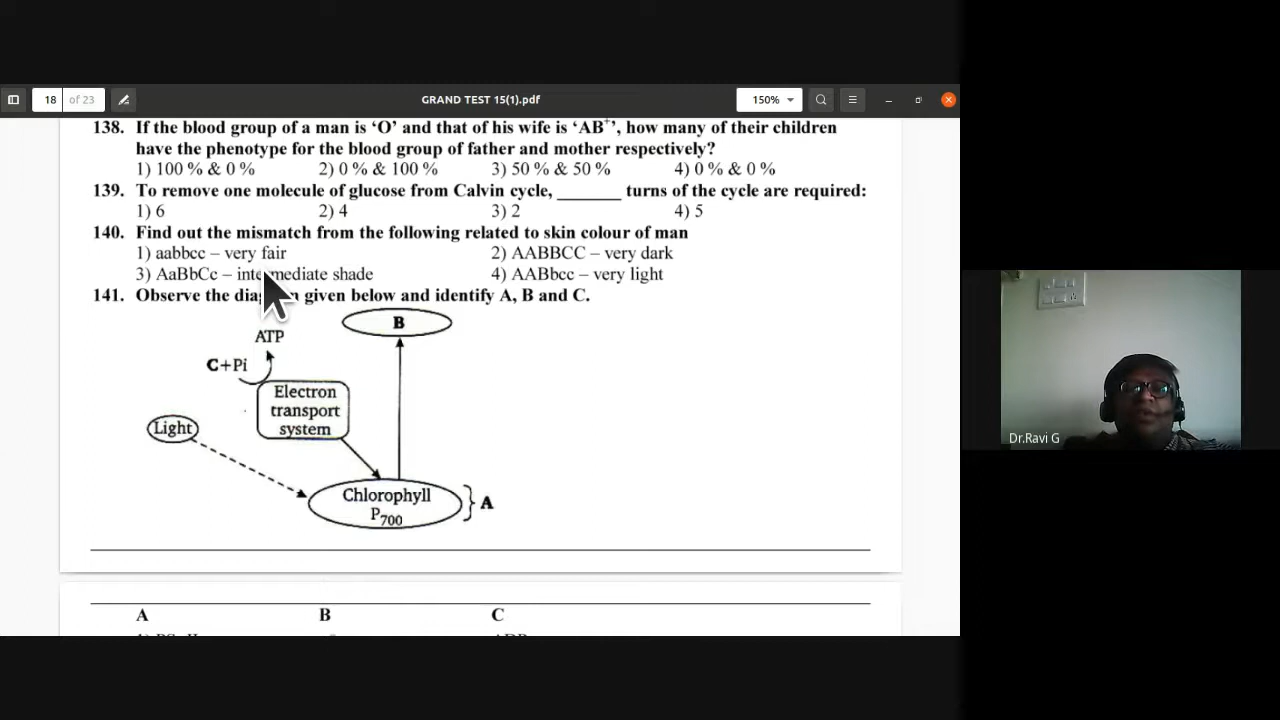 18 of 23
GRAND TEST 15(1).pdf
150%
138. If the blood group of a man is ‘O’ and that of his wife is ‘AB+’, how many of their children
have the phenotype for the blood group of father and mother respectively?
1) 100 % & 0 % 2) 0 % & 100 % 3) 50 % & 50 % 4) 0 % & 0 %
139. To remove one molecule of glucose from Calvin cycle, _______ turns of the cycle are required:
1) 6 2) 4 3) 2 4) 5
140. Find out the mismatch from the following related to skin colour of man
1) aabbcc – very fair 2) AABBCC – very dark
3) AaBbCc – intermediate shade 4) AABbcc – very light
141. Observe the diagram given below and identify A, B and C.
B
ATP
C+Pi
Electron
transport
system
Light
Chlorophyll
P700
A
A B C
Dr.Ravi G